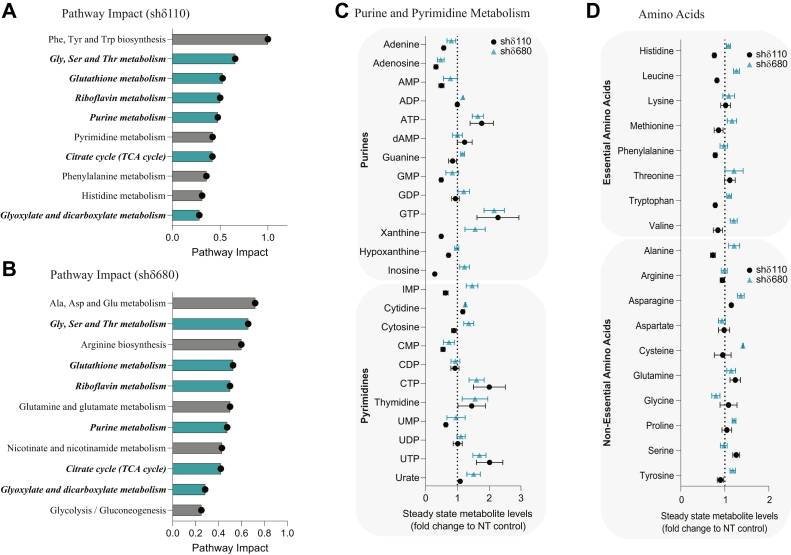 A
Pathway Impact (shδ110)
Phe, Tyr and Trp biosynthesis
Gly, Ser and Thr metabolism
Glutathione metabolism
Riboflavin metabolism
Purine metabolism
Pyrimidine metabolism
Citrate cycle (TCA cycle)
Phenylalanine metabolism
Histidine metabolism
Glyoxylate and dicarboxylate metabolism
0.0 0.5 1.0
Pathway Impact
B
Pathway Impact (shδ680)
Ala, Asp and Glu metabolism
Gly, Ser and Thr metabolism
Arginine biosynthesis
Glutathione metabolism
Riboflavin metabolism
Glutamine and glutamate metabolism
Purine metabolism
Nicotinate and nicotinamide metabolism
Citrate cycle (TCA cycle)
Glyoxylate and dicarboxylate metabolism
Glycolysis / Gluconeogenesis
0.0 0.2 0.4 0.6 0.8 1.0
Pathway Impact
C
Purine and Pyrimidine Metabolism
shδ110
shδ680
Purines
Adenine
Adenosine
AMP
ADP
ATP
dAMP
Guanine
GMP
GDP
GTP
Xanthine
Hypoxanthine
Inosine
IMP
Pyrimidines
Cytidine
Cytosine
CMP
CDP
CTP
Thymidine
UMP
UDP
UTP
Urate
0 1 2 3
Steady state metabolite levels
(fold change to NT control)
D
Amino Acids
shδ110
shδ680
Essential Amino Acids
Histidine
Leucine
Lysine
Methionine
Phenylalanine
Threonine
Tryptophan
Valine
Non-Essential Amino Acids
shδ110
shδ680
Alanine
Arginine
Asparagine
Aspartate
Cysteine
Glutamine
Glycine
Proline
Serine
Tyrosine
0 1 2
Steady state metabolite levels
(fold change to NT control)